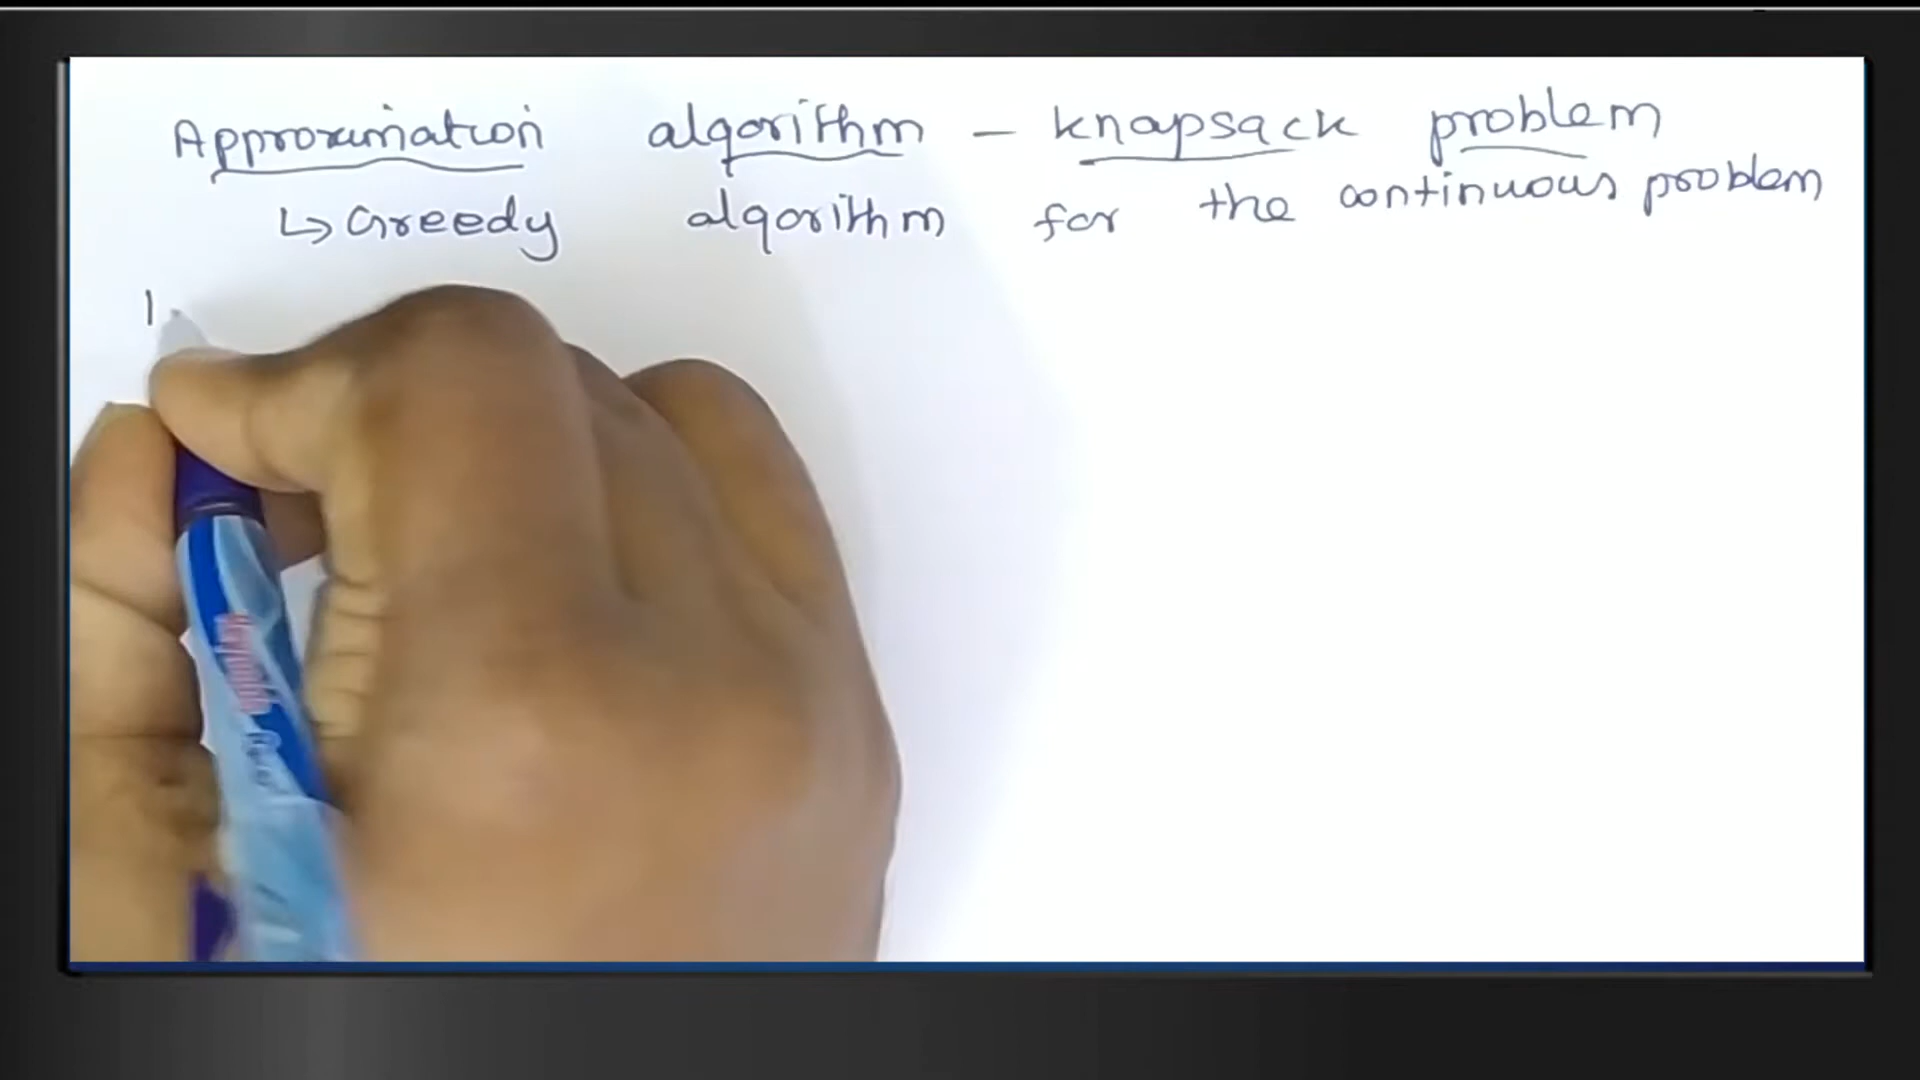 Approximation algorithm - knapsack problem
↳ Greedy algorithm for the continuous problem
1.